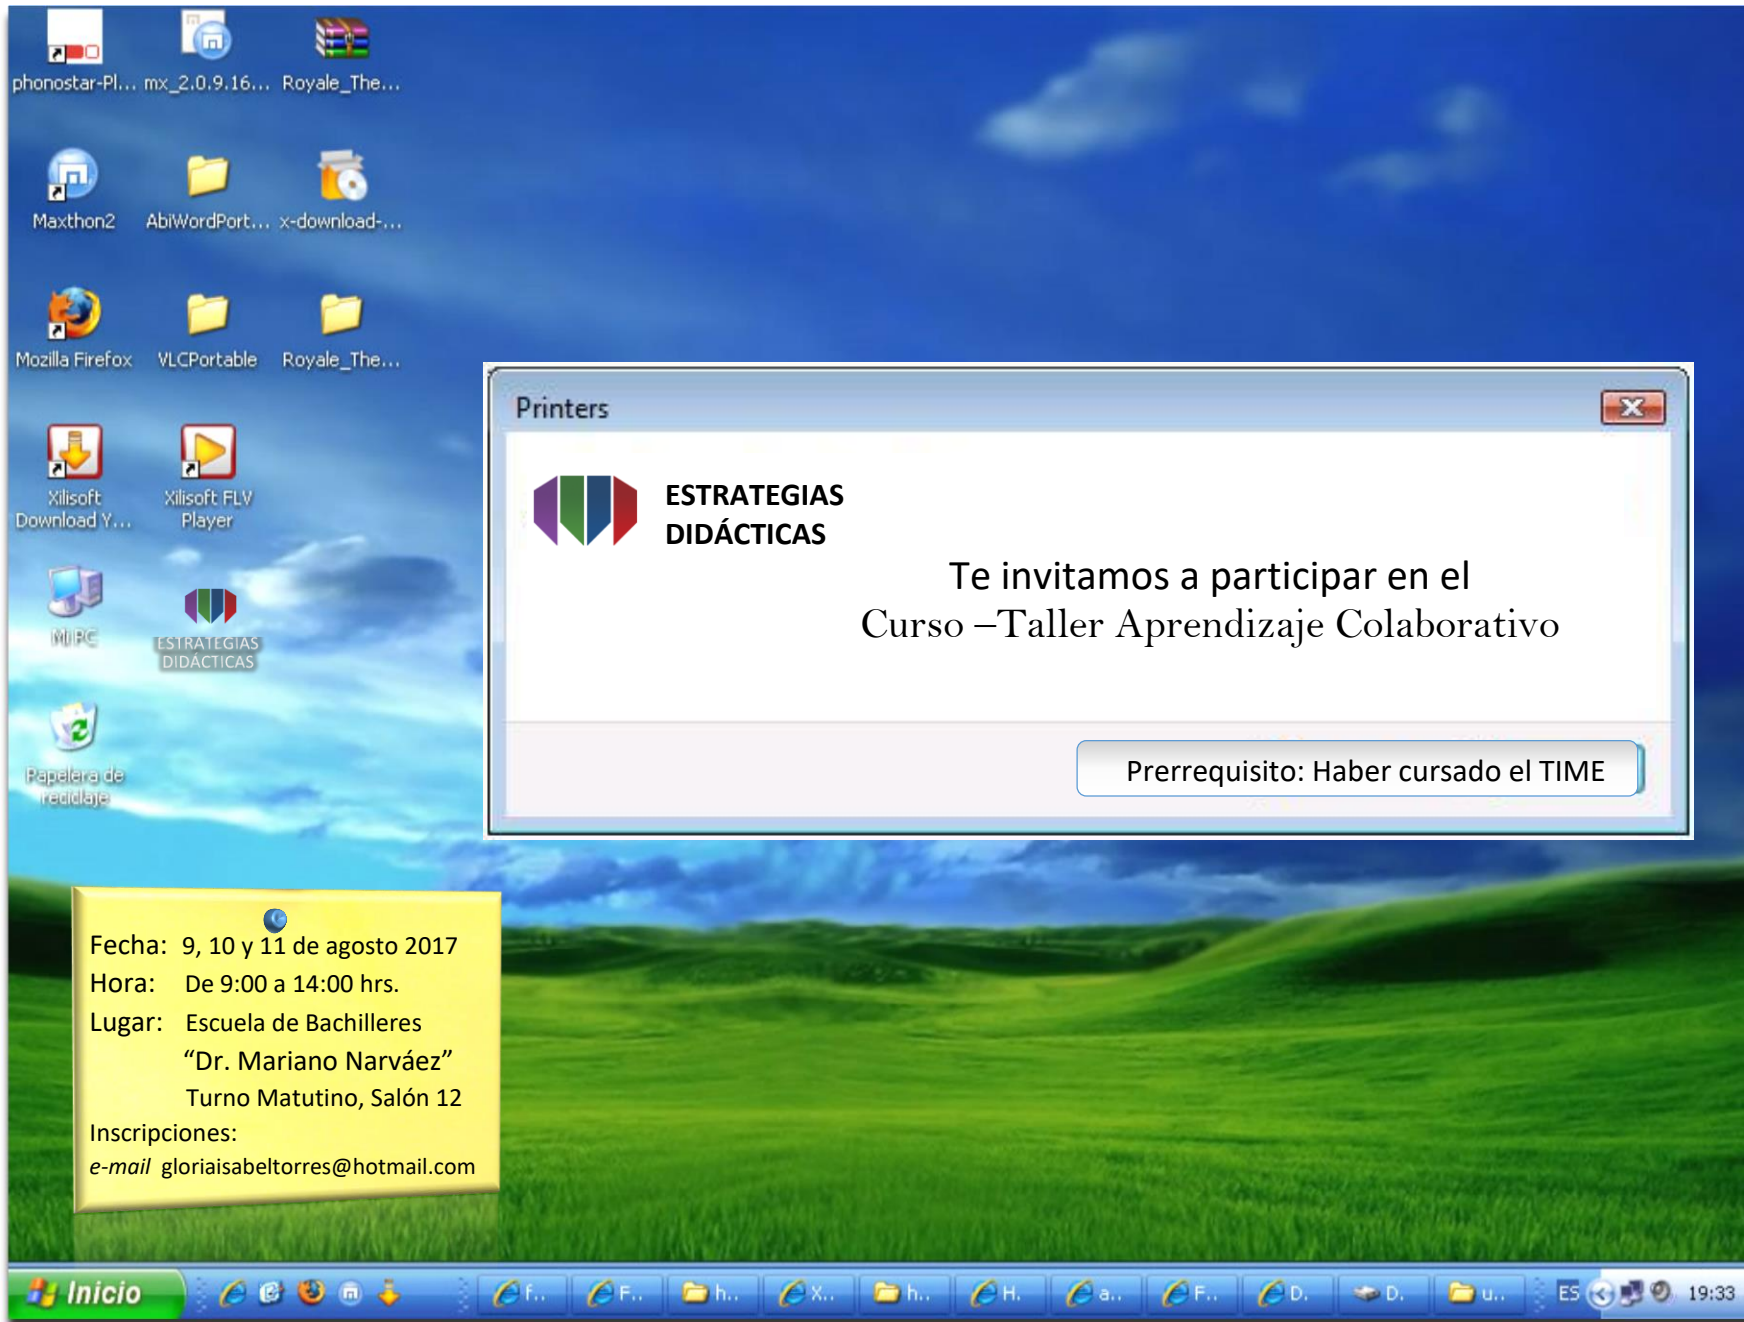 phonostar-Pl... mx_2.0.9.16... Royale_The...
Maxthon2 AbiWordPort... x-download-...
Mozilla Firefox VLCPortable Royale_The...
Xilisoft Download Y... Xilisoft FLV Player
Mi PC ESTRATEGIAS DIDÁCTICAS
Papelera de reciclaje
Printers
ESTRATEGIAS
DIDÁCTICAS
Te invitamos a participar en el
Curso –Taller Aprendizaje Colaborativo
Prerrequisito: Haber cursado el TIME
Fecha: 9, 10 y 11 de agosto 2017
Hora: De 9:00 a 14:00 hrs.
Lugar: Escuela de Bachilleres
“Dr. Mariano Narváez”
Turno Matutino, Salón 12
Inscripciones:
e-mail gloriaisabeltorres@hotmail.com
Inicio f.. F.. h.. X.. h.. H. a.. F.. D. D. u.. ES 19:33